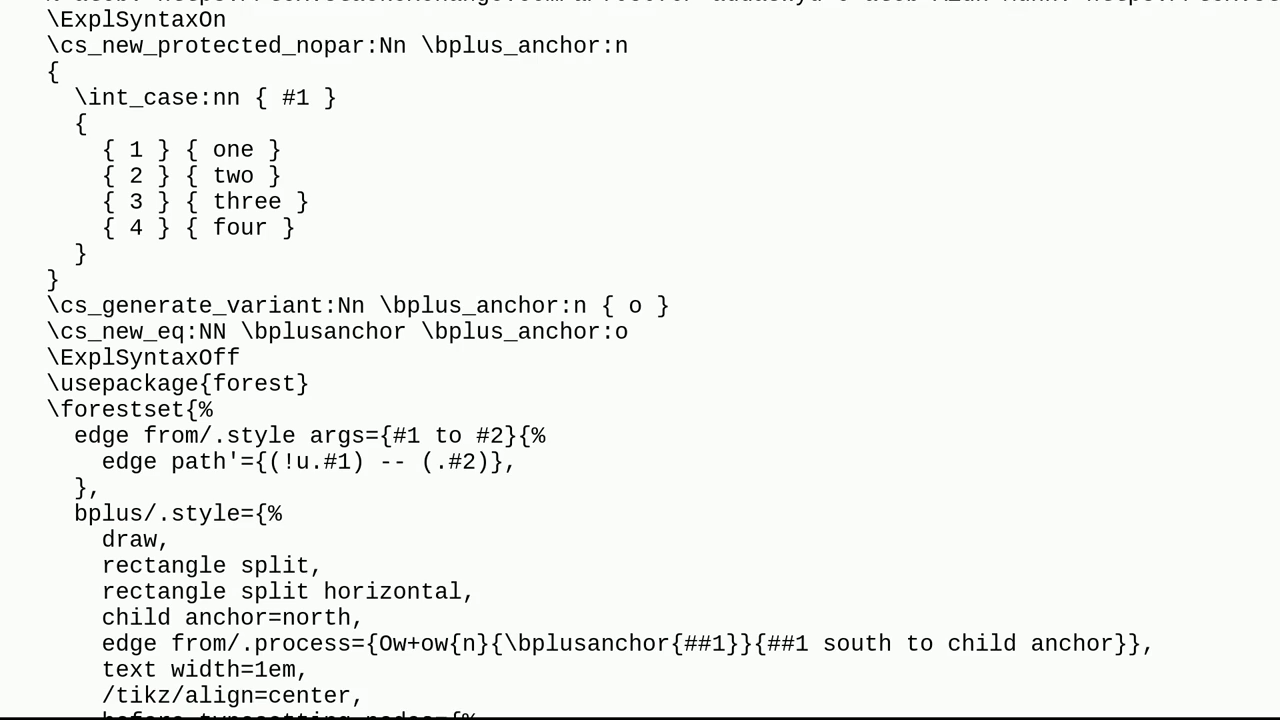 \ExplSyntaxOn
\cs_new_protected_nopar:Nn \bplus_anchor:n
{
  \int_case:nn { #1 }
  {
    { 1 } { one }
    { 2 } { two }
    { 3 } { three }
    { 4 } { four }
  }
}
\cs_generate_variant:Nn \bplus_anchor:n { o }
\cs_new_eq:NN \bplusanchor \bplus_anchor:o
\ExplSyntaxOff
\usepackage{forest}
\forestset{%
  edge from/.style args={#1 to #2}{%
    edge path'={(!u.#1) -- (.#2)},
  },
  bplus/.style={%
    draw,
    rectangle split,
    rectangle split horizontal,
    child anchor=north,
    edge from/.process={Ow+ow{n}{\bplusanchor{##1}}{##1 south to child anchor}},
    text width=1em,
    /tikz/align=center,
    before typesetting nodes={%